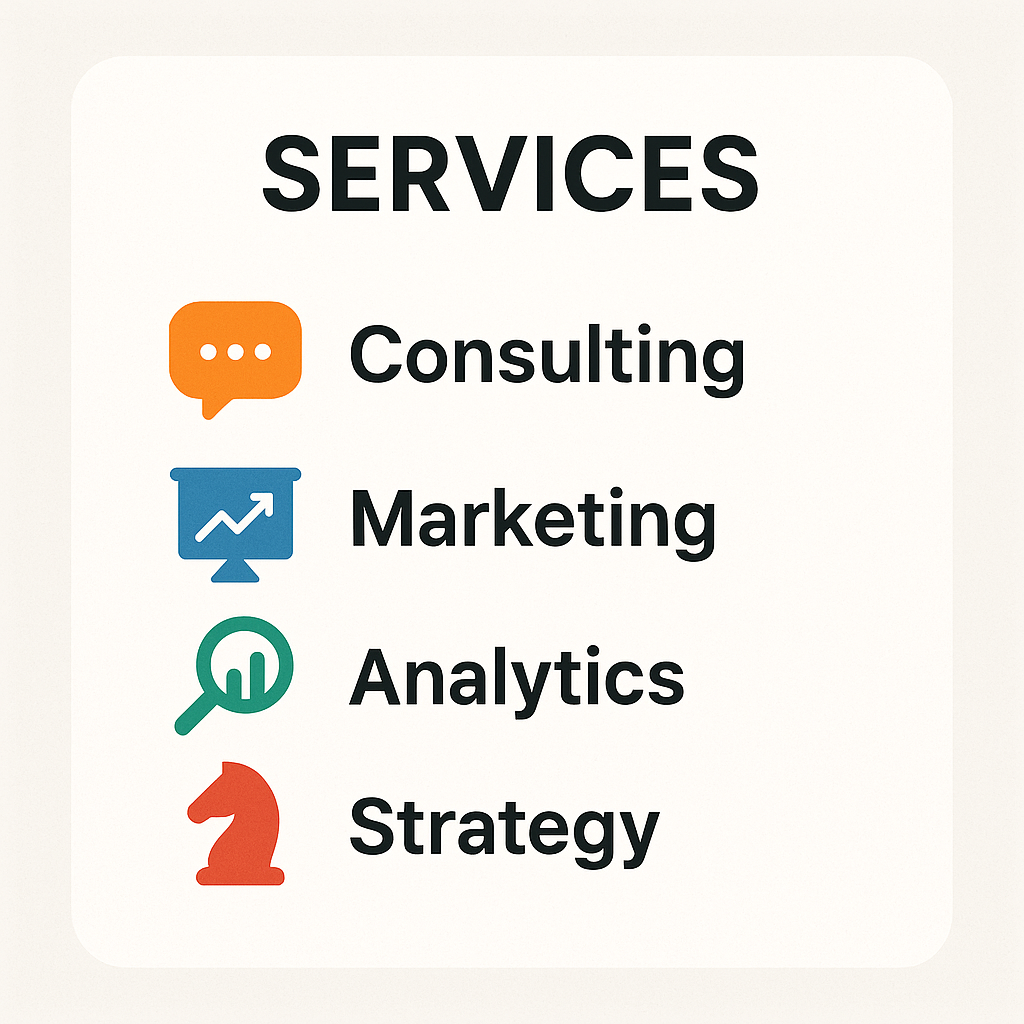 SERVICES
Consulting
Marketing
Analytics
Strategy